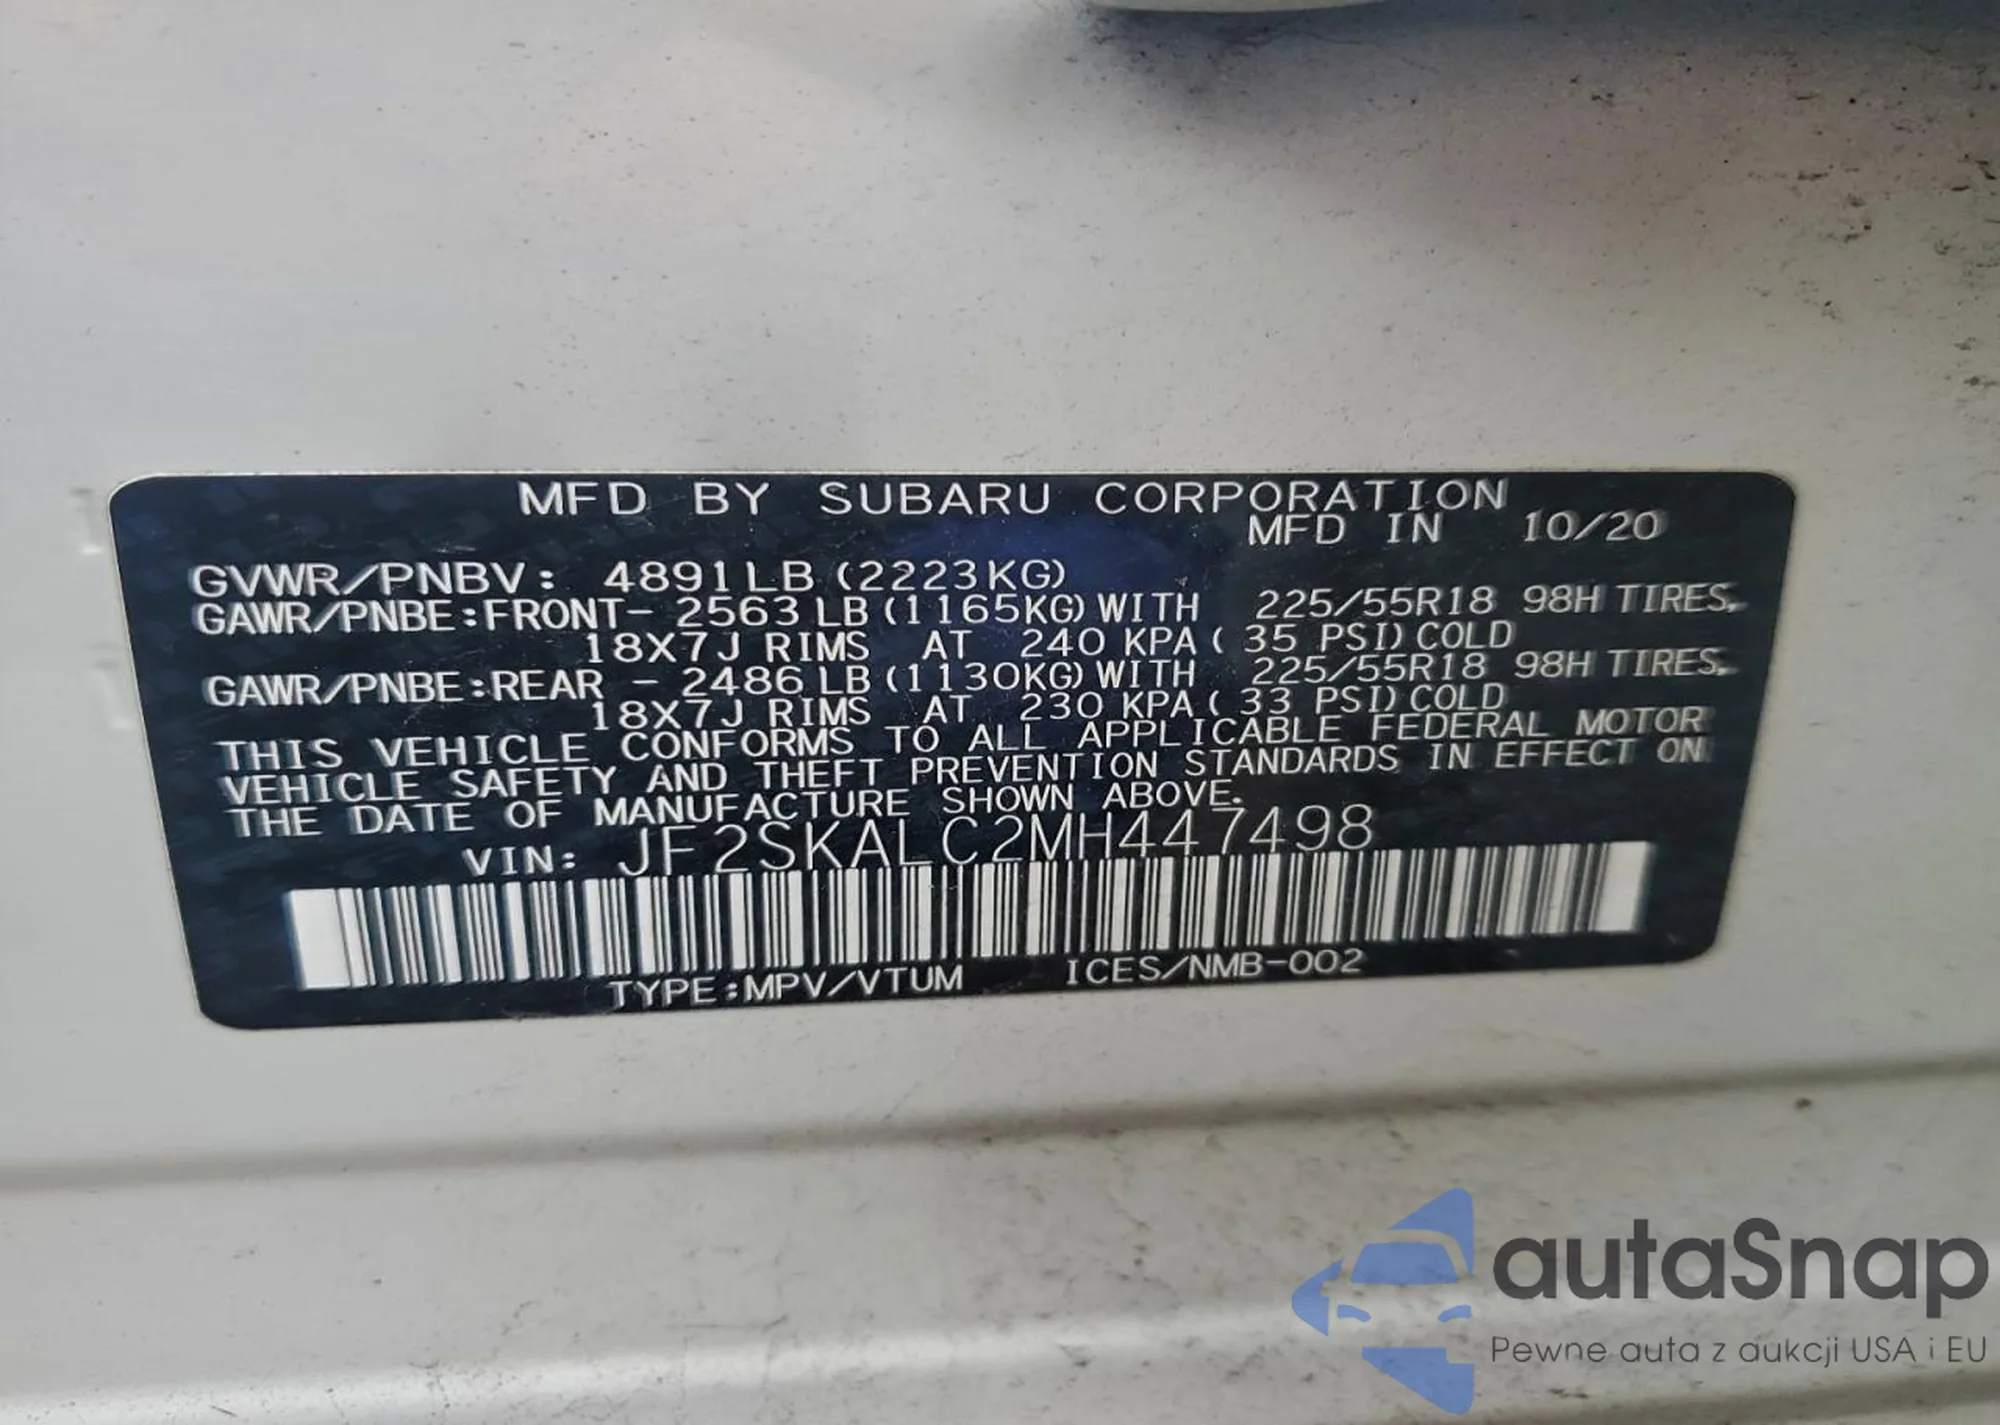 MFD BY SUBARU CORPORATION
MFD IN 10/20
GVWR/PNBV: 4891LB (2223KG)
GAWR/PNBE:FRONT- 2563 LB (1165KG) WITH 225/55R18 98H TIRES,
18X7J RIMS AT 240 KPA ( 35 PSI) COLD
GAWR/PNBE:REAR - 2486 LB (1130KG) WITH 225/55R18 98H TIRES,
18X7J RIMS AT 230 KPA ( 33 PSI) COLD
THIS VEHICLE CONFORMS TO ALL APPLICABLE FEDERAL MOTOR
VEHICLE SAFETY AND THEFT PREVENTION STANDARDS IN EFFECT ON
THE DATE OF MANUFACTURE SHOWN ABOVE.
VIN: JF2SKALC2MH447498
TYPE:MPV/VTUM ICES/NMB-002
autaSnap
Pewne auta z aukcji USA i EU